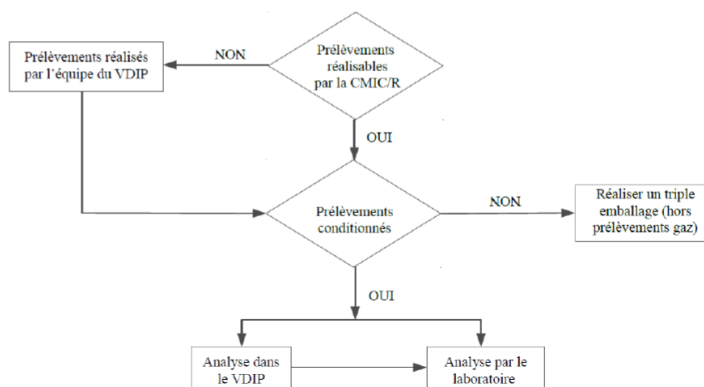 Prélèvements réalisés
par l'équipe du VDIP
NON
Prélèvements
réalisables
par la CMIC/R
OUI
Prélèvements
conditionnés
NON
Réaliser un triple
emballage (hors
prélèvements gaz)
OUI
Analyse dans
le VDIP
Analyse par le
laboratoire